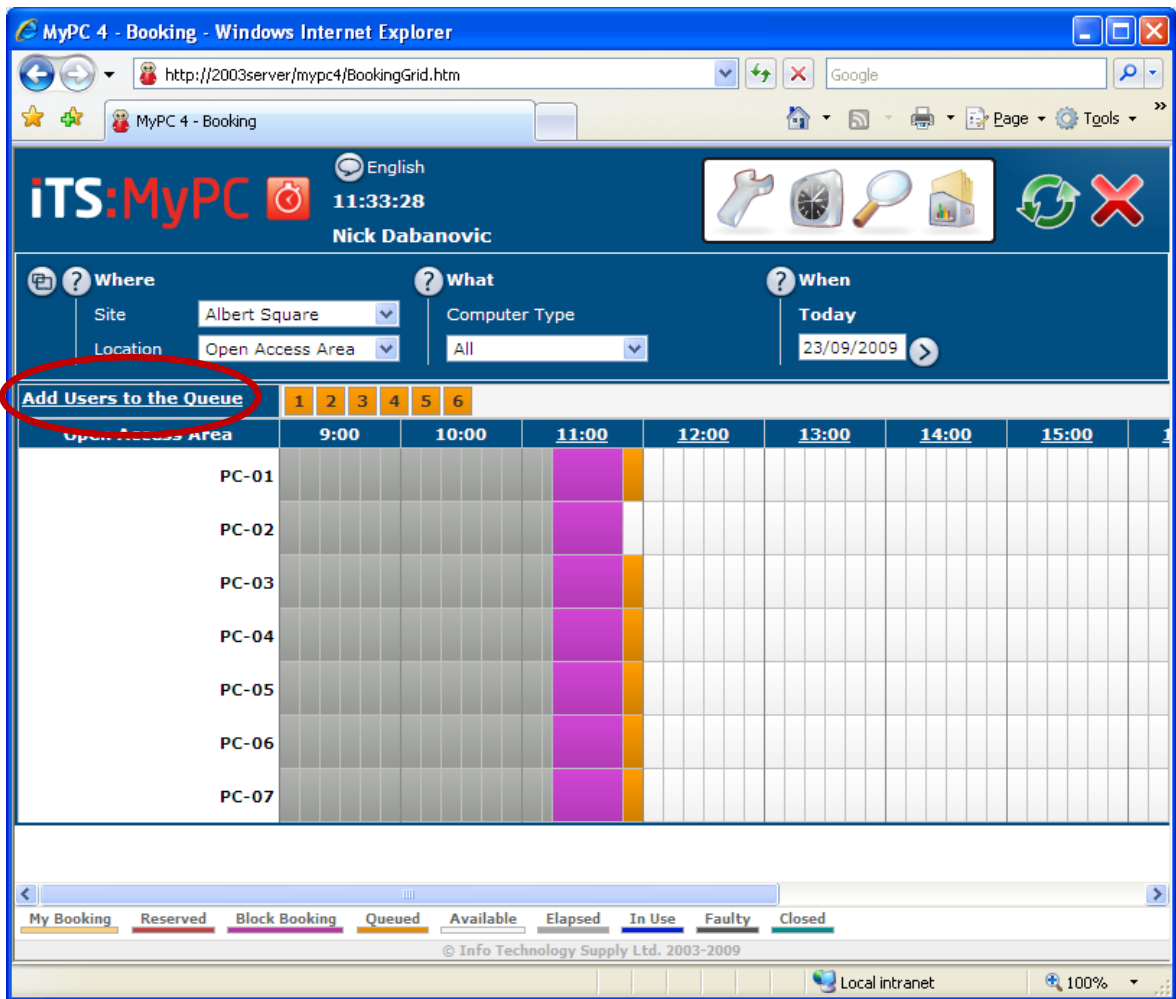 MyPC 4 - Booking - Windows Internet Explorer
http://2003server/mypc4/BookingGrid.htm
Google
MyPC 4 - Booking
Page
Tools
»
English
iTS:MyPC
11:33:28
Nick Dabanovic
? Where
? What
? When
Site
Albert Square
Computer Type
Today
Location
Open Access Area
All
23/09/2009
Add Users to the Queue
1 2 3 4 5 6
Open Access Area 9:00 10:00 11:00 12:00 13:00 14:00 15:00 1
PC-01
PC-02
PC-03
PC-04
PC-05
PC-06
PC-07
My Booking Reserved Block Booking Queued Available Elapsed In Use Faulty Closed
© Info Technology Supply Ltd. 2003-2009
Local intranet
100%